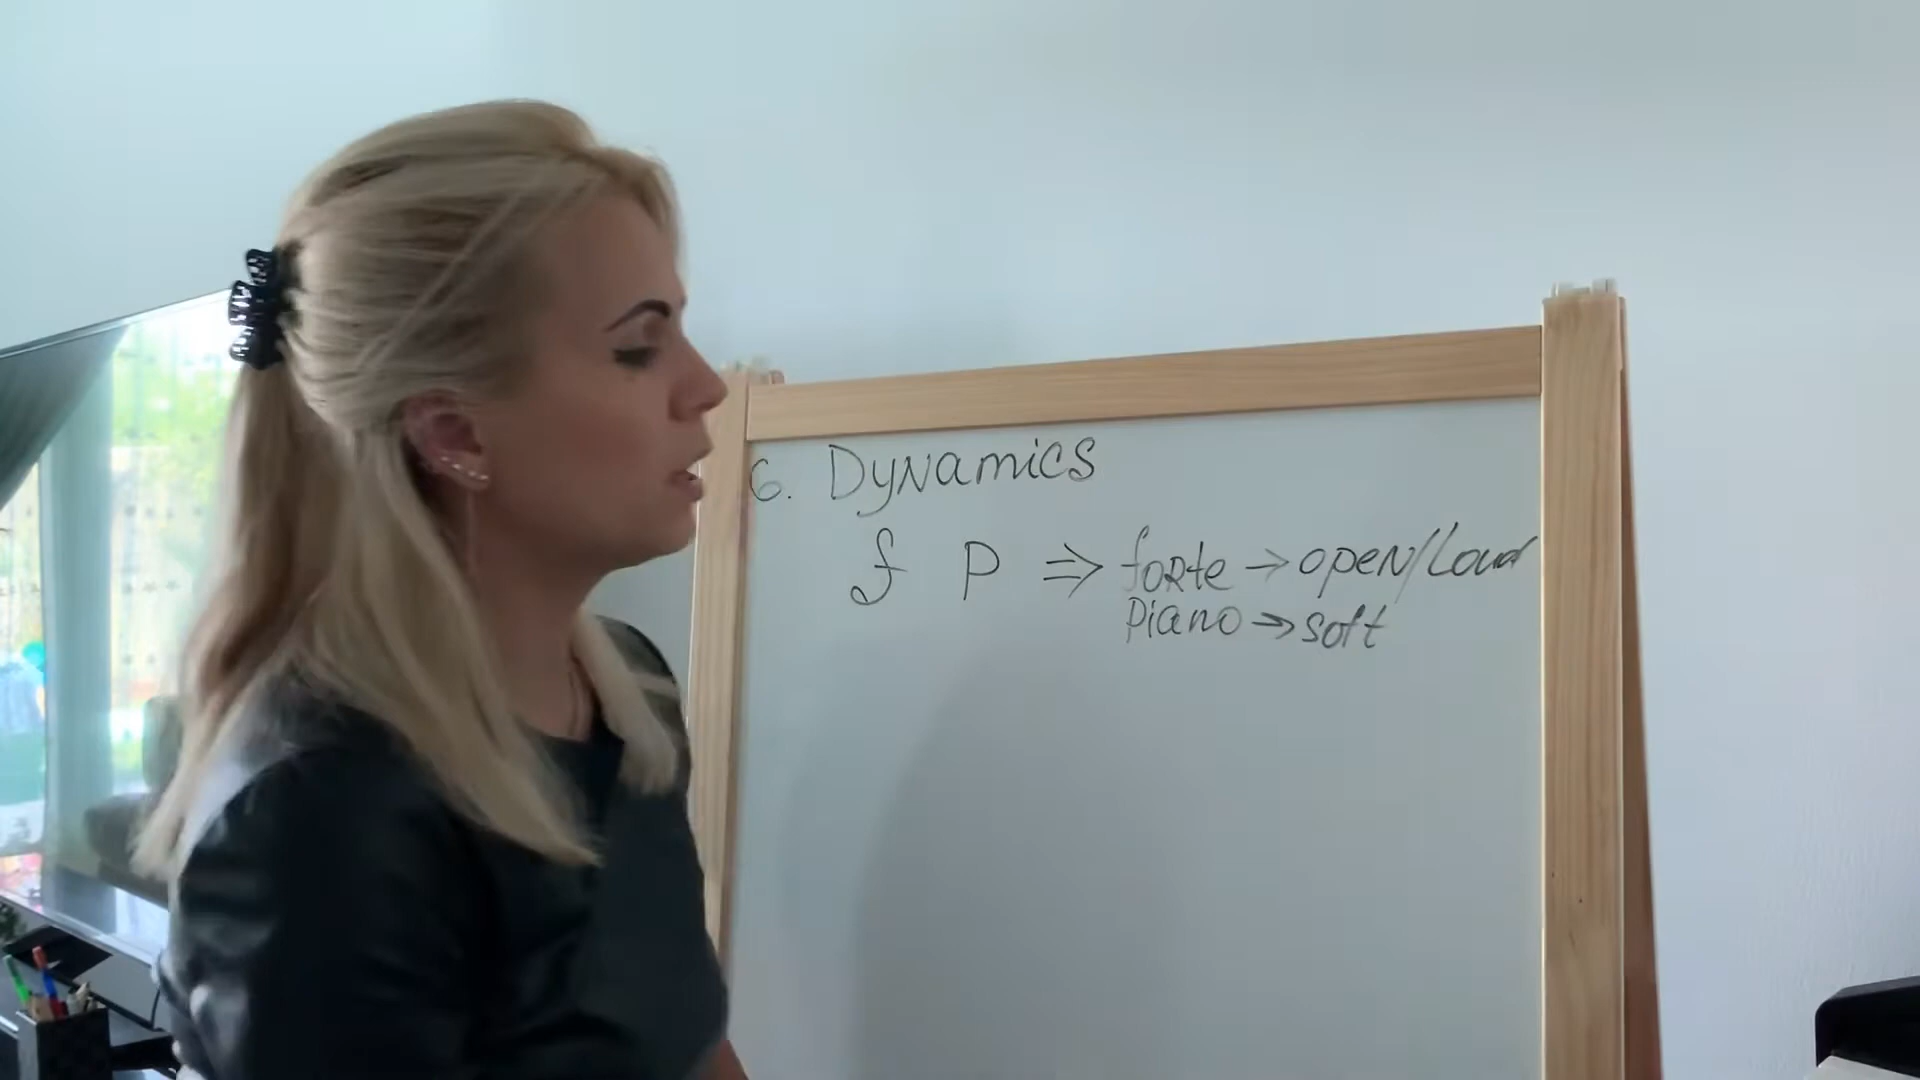 6. Dynamics
f p ⇒ forte → open/loud
piano → soft